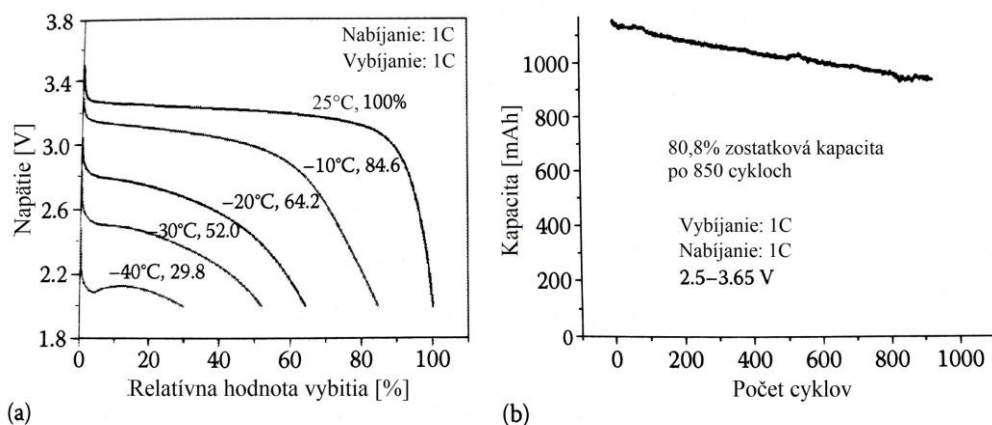 3.8
3.4
3.0
2.6
2.2
1.8
Napätie [V]
Nabíjanie: 1C
Vybíjanie: 1C
25°C, 100%
−10°C, 84.6
−20°C, 64.2
−30°C, 52.0
−40°C, 29.8
0 20 40 60 80 100
Relatívna hodnota vybitia [%]
(a)
1000
1000
800
600
400
200
0
Kapacita [mAh]
80,8% zostatková kapacita
po 850 cykloch
Vybíjanie: 1C
Nabíjanie: 1C
2.5–3.65 V
0 200 400 600 800 1000
Počet cyklov
(b)